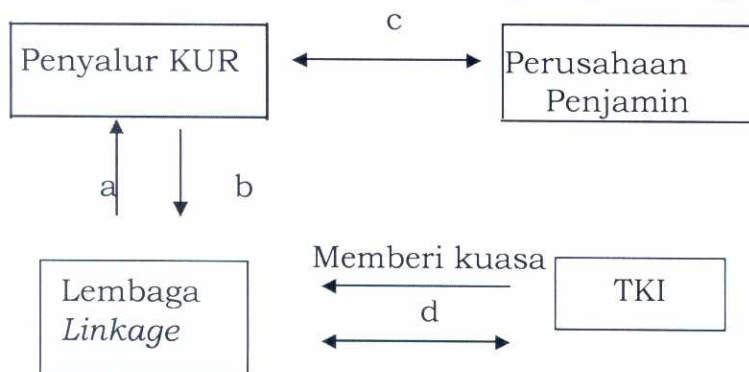 c
Penyalur KUR
Perusahaan
Penjamin
a
b
Memberi kuasa
Lembaga
Linkage
TKI
d